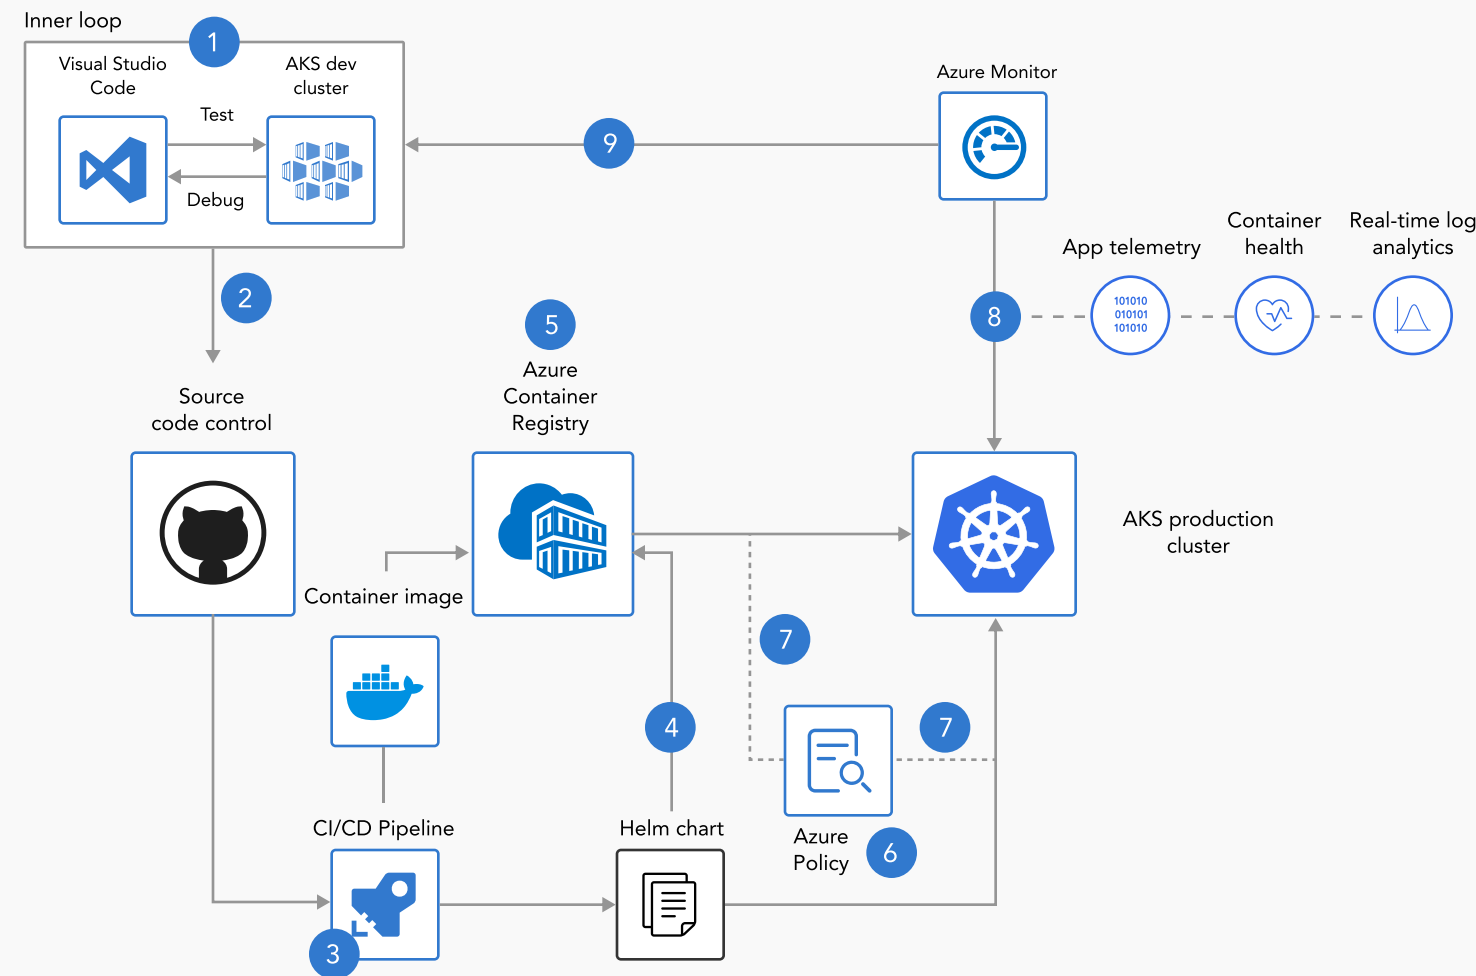 Inner loop
1
Visual Studio
Code
AKS dev
cluster
Test
Debug
9
Azure Monitor
2
Container
health
Real-time log
analytics
App telemetry
101010
010101
101010
8
5
Azure
Container
Registry
Source
code control
AKS production
cluster
Container image
7
4
7
CI/CD Pipeline
Helm chart
Azure
Policy
6
3